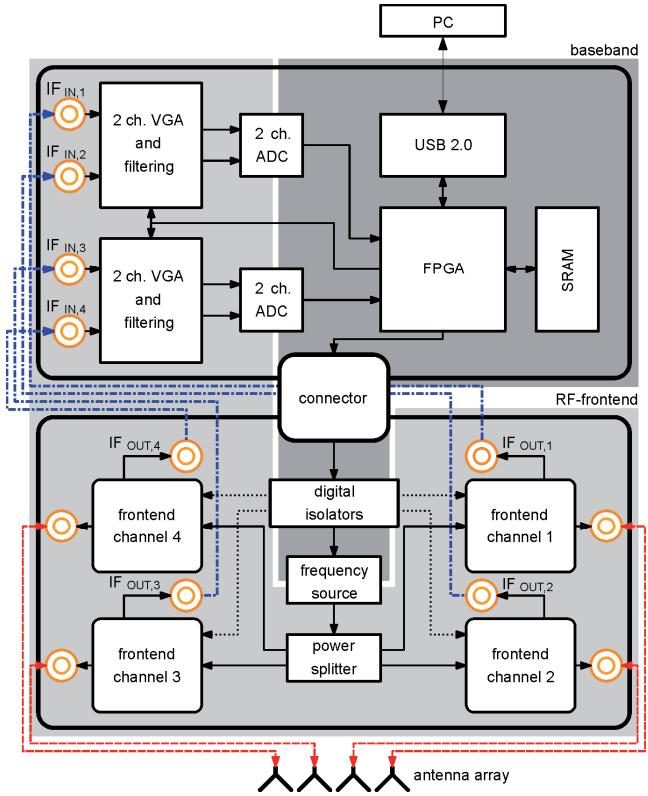 PC
baseband
IF IN,1
2 ch. VGA
and
filtering
2 ch.
ADC
USB 2.0
IF IN,2
IF IN,3
2 ch. VGA
and
filtering
2 ch.
ADC
FPGA
SRAM
IF IN,4
connector
RF-frontend
IF OUT,4
IF OUT,1
frontend
channel 4
digital
isolators
frontend
channel 1
IF OUT,3
frequency
source
IF OUT,2
frontend
channel 3
power
splitter
frontend
channel 2
antenna array